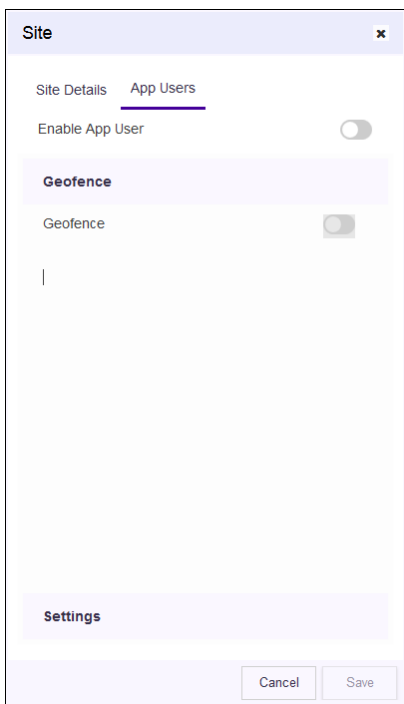 Site
Site Details App Users
Enable App User
Geofence
Geofence
Settings
Cancel Save